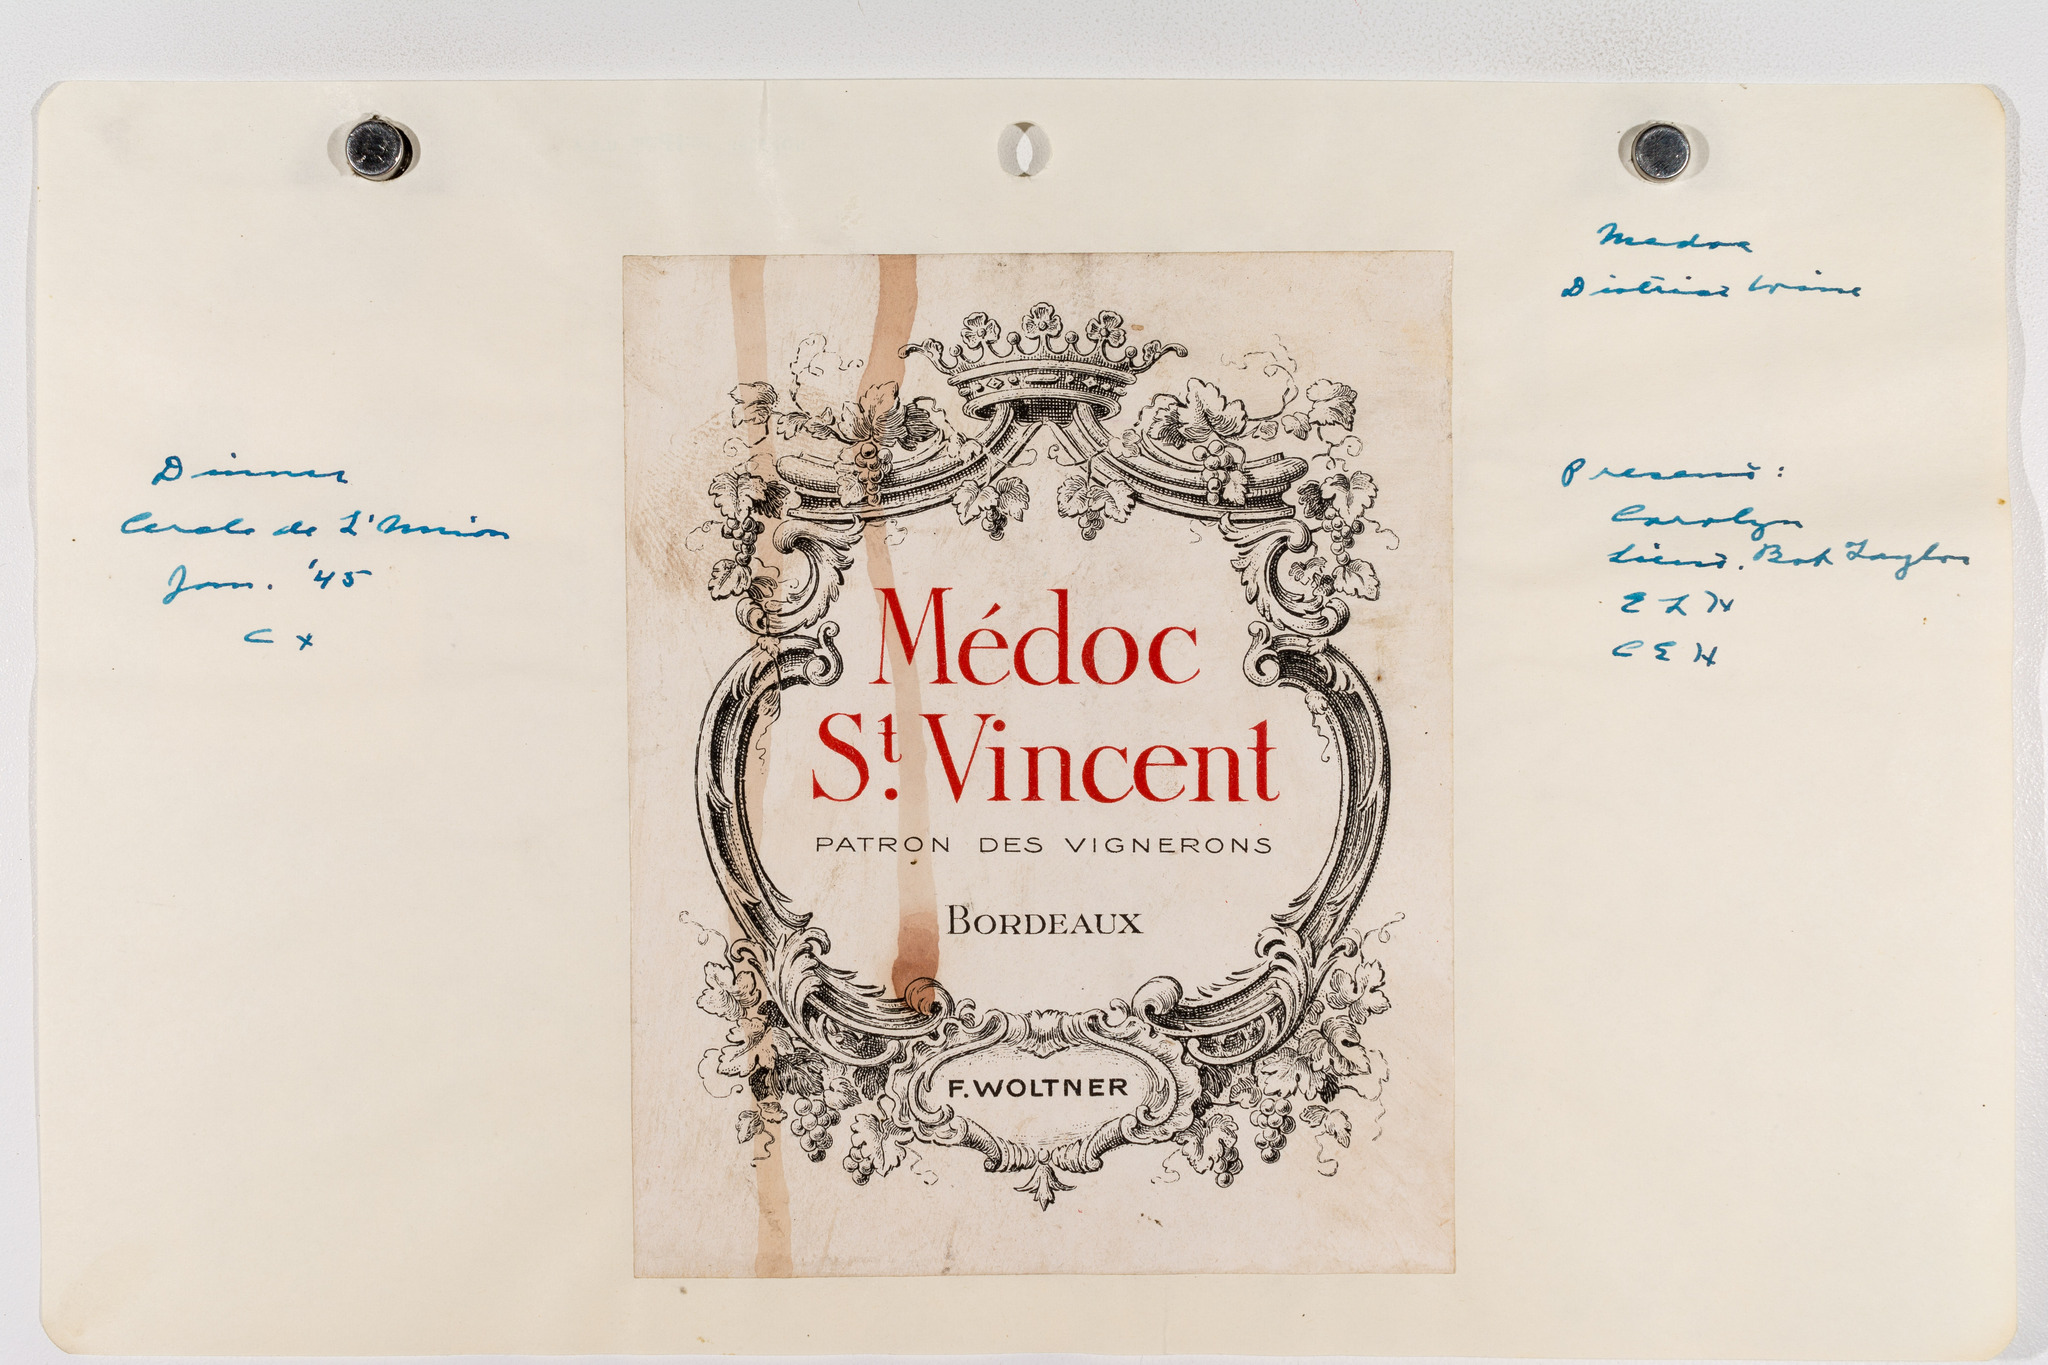 Dinner
Cercle de L'Union
Jan. '45
C x
Médoc
St. Vincent
PATRON DES VIGNERONS
BORDEAUX
F. WOLTNER
Medoc
District Wine
Present:
Carolyn
Lieut. Bob Taylor
E L H
C E H